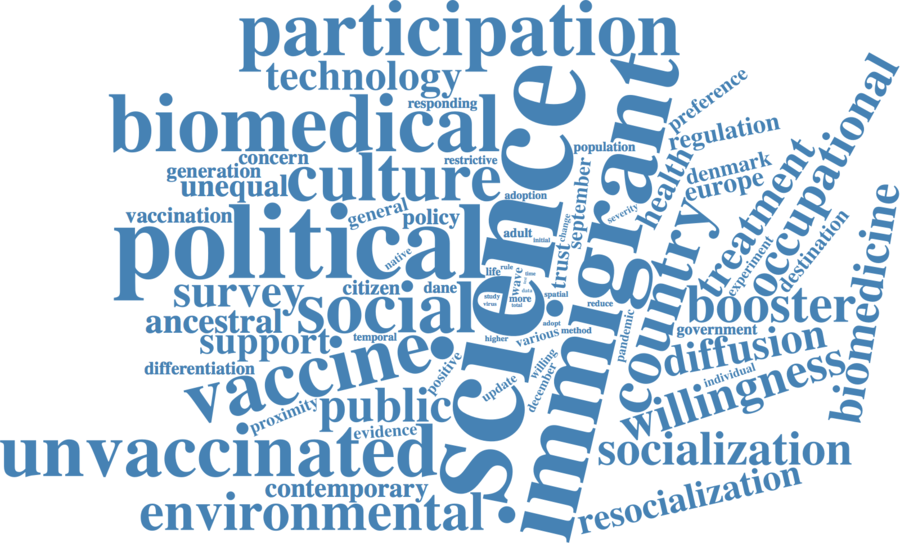 participation
technology
responding
biomedical
science
immigrant
preference
regulation
occupational
population
concern
restrictive
generation
culture
unequal
adoption
health
denmark
europe
treatment
september
severity
vaccination
general
policy
change
adult
initial
political
native
trust
country
experiment
destination
biomedicine
life
rule
wave
time
data
survey
citizen
dane
study
more
spatial
virus
total
reduce
booster
social
ancestral
support
temporal
higher
adopt
various
method
pandemic
government
diffusion
differentiation
vaccine
positive
willing
individual
willingness
update
december
proximity
public
evidence
unvaccinated
socialization
contemporary
environmental
resocialization